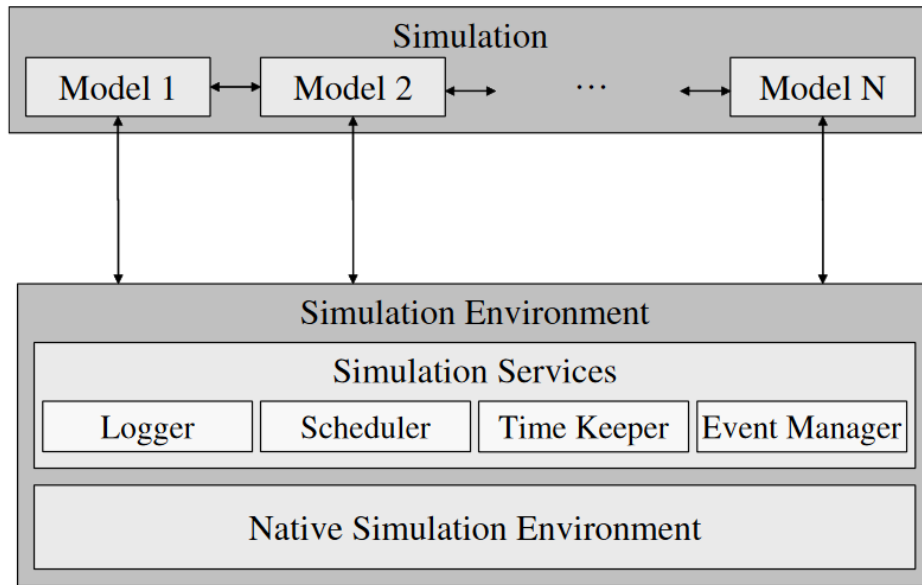 Simulation
Model 1 Model 2 ... Model N
Simulation Environment
Simulation Services
Logger Scheduler Time Keeper Event Manager
Native Simulation Environment